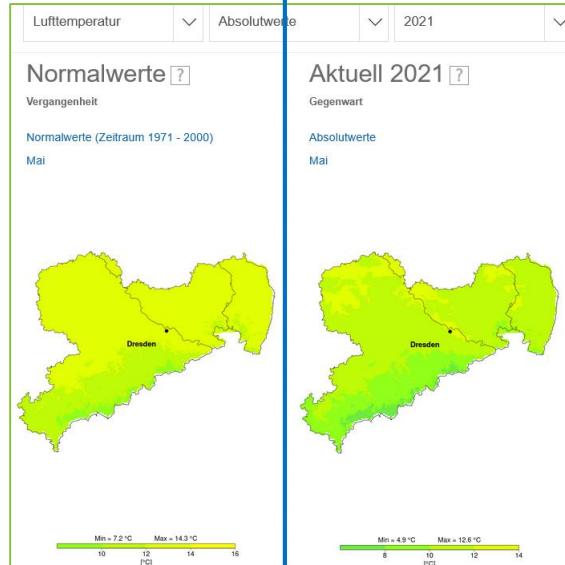 Lufttemperatur
Absolutwerte
2021
Normalwerte ?
Vergangenheit
Normalwerte (Zeitraum 1971 - 2000)
Mai
Dresden
Min = 7.2 °C Max = 14.3 °C
10 12 14 16
[°C]
Aktuell 2021 ?
Gegenwart
Absolutwerte
Mai
Dresden
Min = 4.9 °C Max = 12.6 °C
8 10 12 14
[°C]